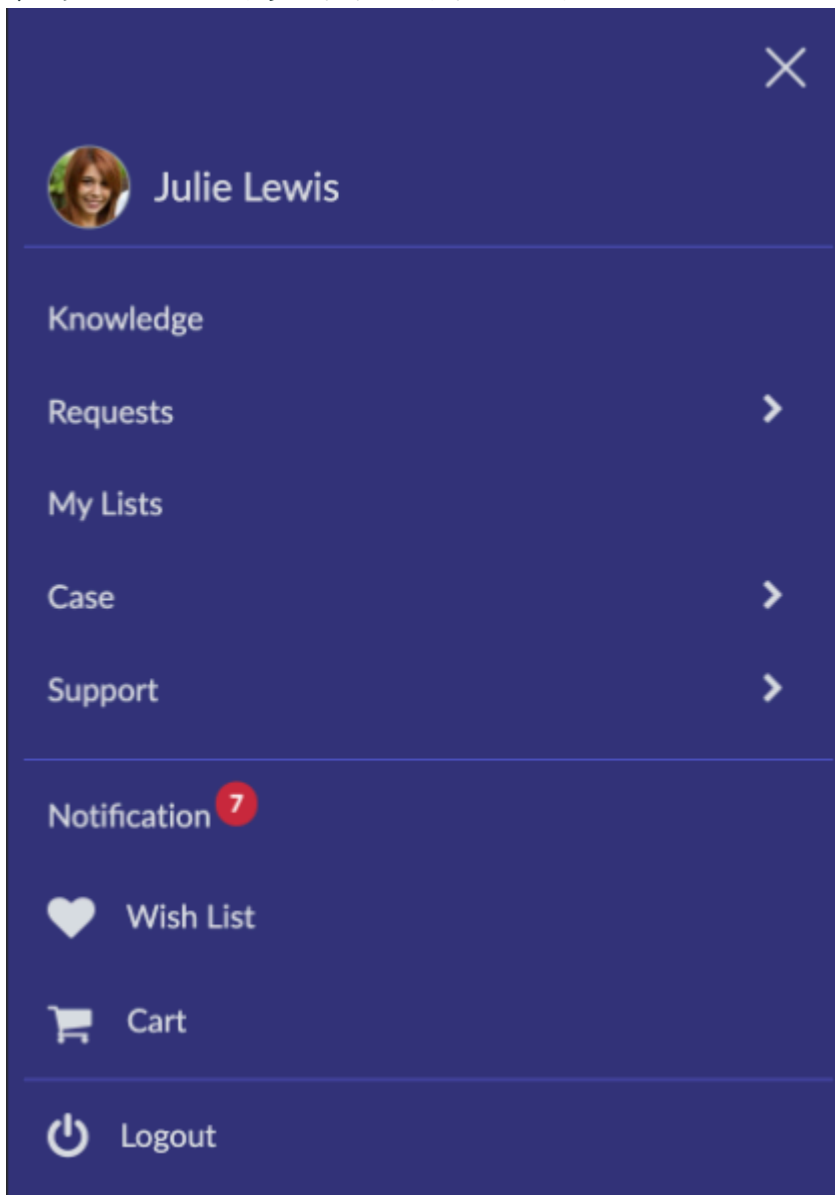 Julie Lewis
Knowledge
Requests
My Lists
Case
Support
Notification 7
Wish List
Cart
Logout